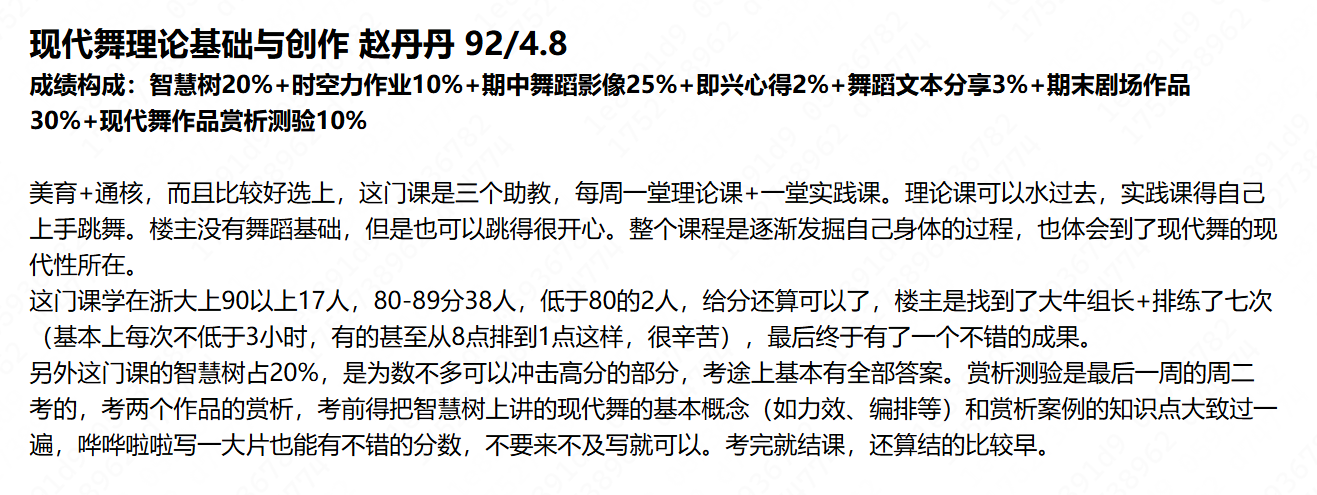 现代舞理论基础与创作 赵丹丹 92/4.8
成绩构成：智慧树20%+时空力作业10%+期中舞蹈影像25%+即兴心得2%+舞蹈文本分享3%+期末剧场作品
30%+现代舞作品赏析测验10%
美育+通核，而且比较好选上，这门课是三个助教，每周一堂理论课+一堂实践课。理论课可以水过去，实践课得自己
上手跳舞。楼主没有舞蹈基础，但是也可以跳得很开心。整个课程是逐渐发掘自己身体的过程，也体会到了现代舞的现
代性所在。
这门课学在浙大上90以上17人，80-89分38人，低于80的2人，给分还算可以了，楼主是找到了大牛组长+排练了七次
（基本上每次不低于3小时，有的甚至从8点排到1点这样，很辛苦），最后终于有了一个不错的成果。
另外这门课的智慧树占20%，是为数不多可以冲击高分的部分，考途上基本有全部答案。赏析测验是最后一周的周二
考的，考两个作品的赏析，考前得把智慧树上讲的现代舞的基本概念（如力效、编排等）和赏析案例的知识点大致过一
遍，哗哗啦啦写一大片也能有不错的分数，不要来不及写就可以。考完就结课，还算结的比较早。